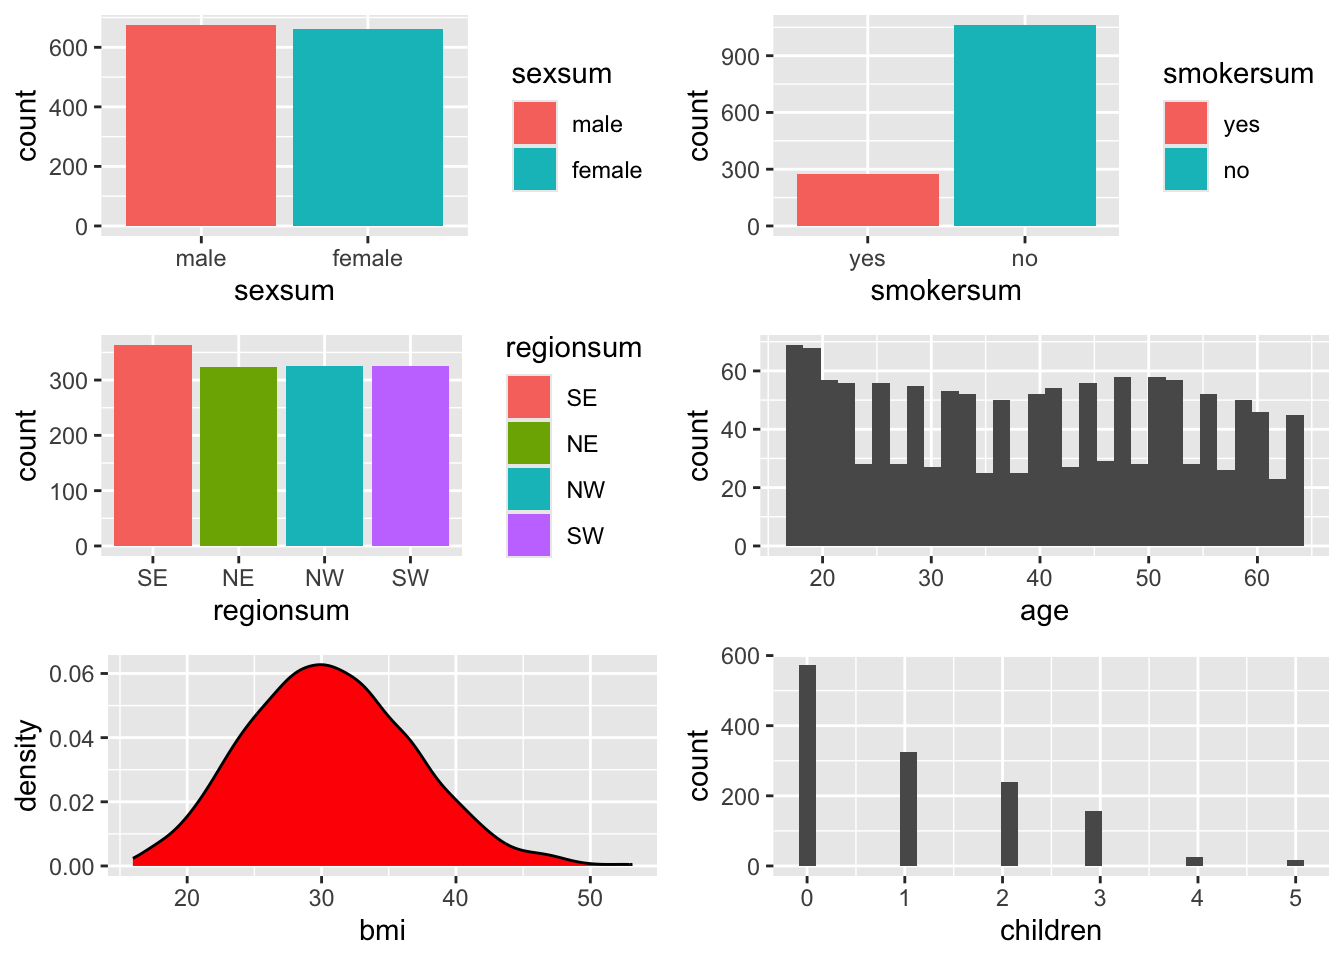 count
600
400
200
0
male female
sexsum
sexsum
male
female
count
900
600
300
0
yes no
smokersum
smokersum
yes
no
count
300
200
100
0
SE NE NW SW
regionsum
regionsum
SE
NE
NW
SW
count
60
40
20
0
20 30 40 50 60
age
density
0.06
0.04
0.02
0.00
20 30 40 50
bmi
count
600
400
200
0
0 1 2 3 4 5
children